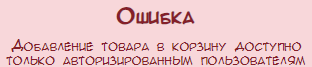 Ошибка
Добавление товара в корзину доступно
только авторизированным пользователям